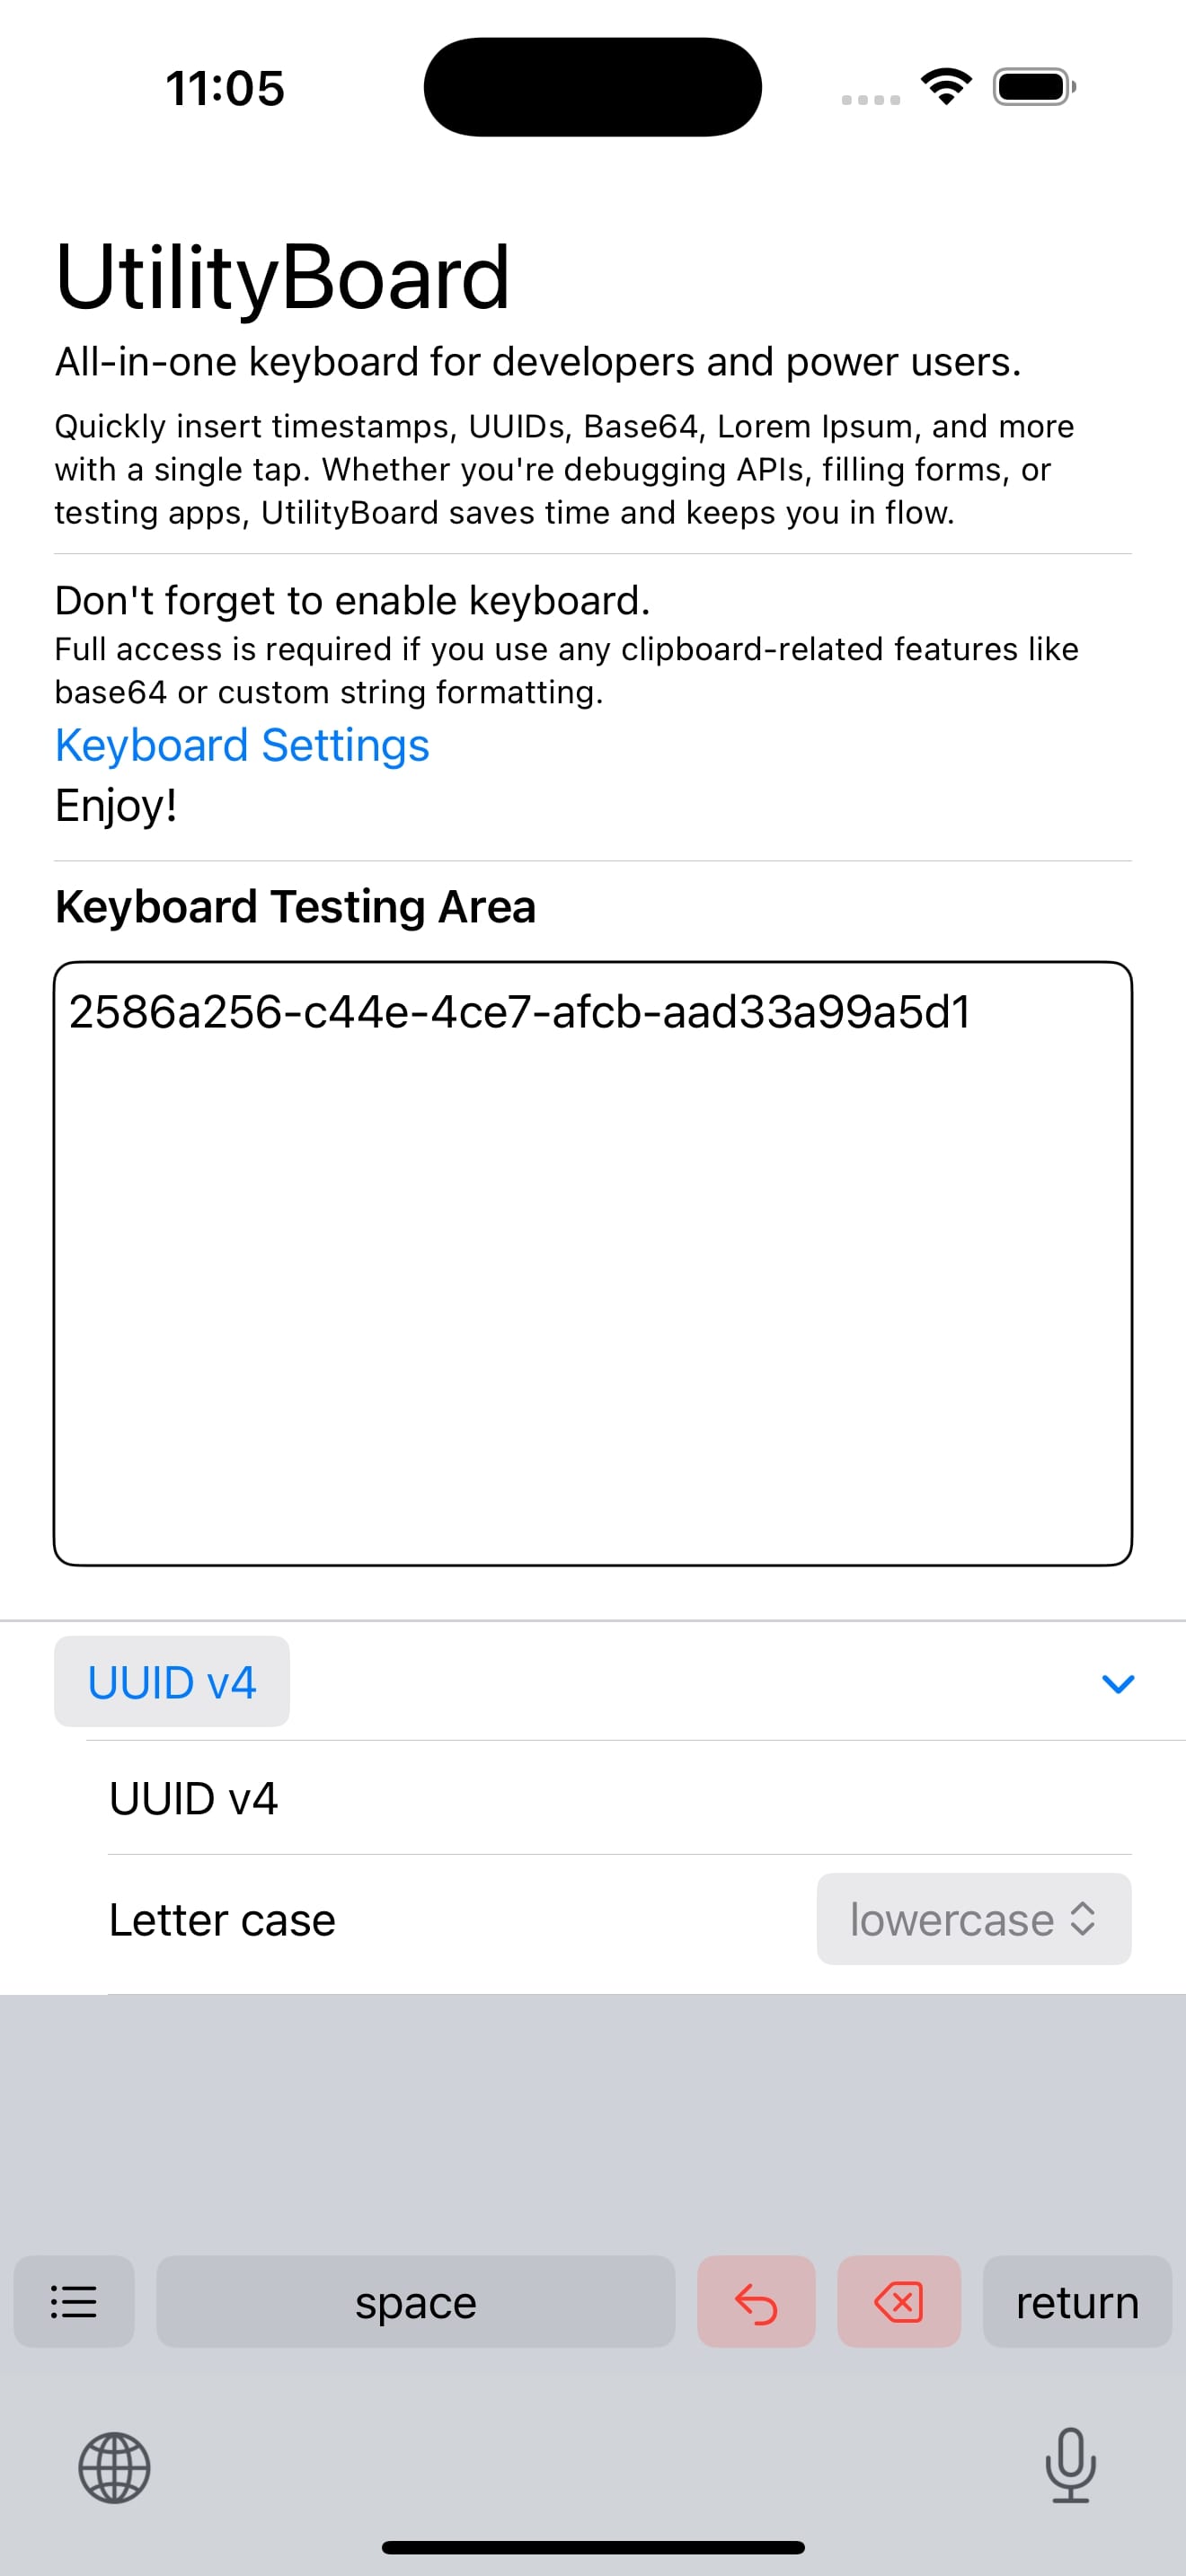 11:05
UtilityBoard
All-in-one keyboard for developers and power users.
Quickly insert timestamps, UUIDs, Base64, Lorem Ipsum, and more
with a single tap. Whether you're debugging APIs, filling forms, or
testing apps, UtilityBoard saves time and keeps you in flow.
Don't forget to enable keyboard.
Full access is required if you use any clipboard-related features like
base64 or custom string formatting.
Keyboard Settings
Enjoy!
Keyboard Testing Area
2586a256-c44e-4ce7-afcb-aad33a99a5d1
UUID v4
UUID v4
Letter case lowercase
space return